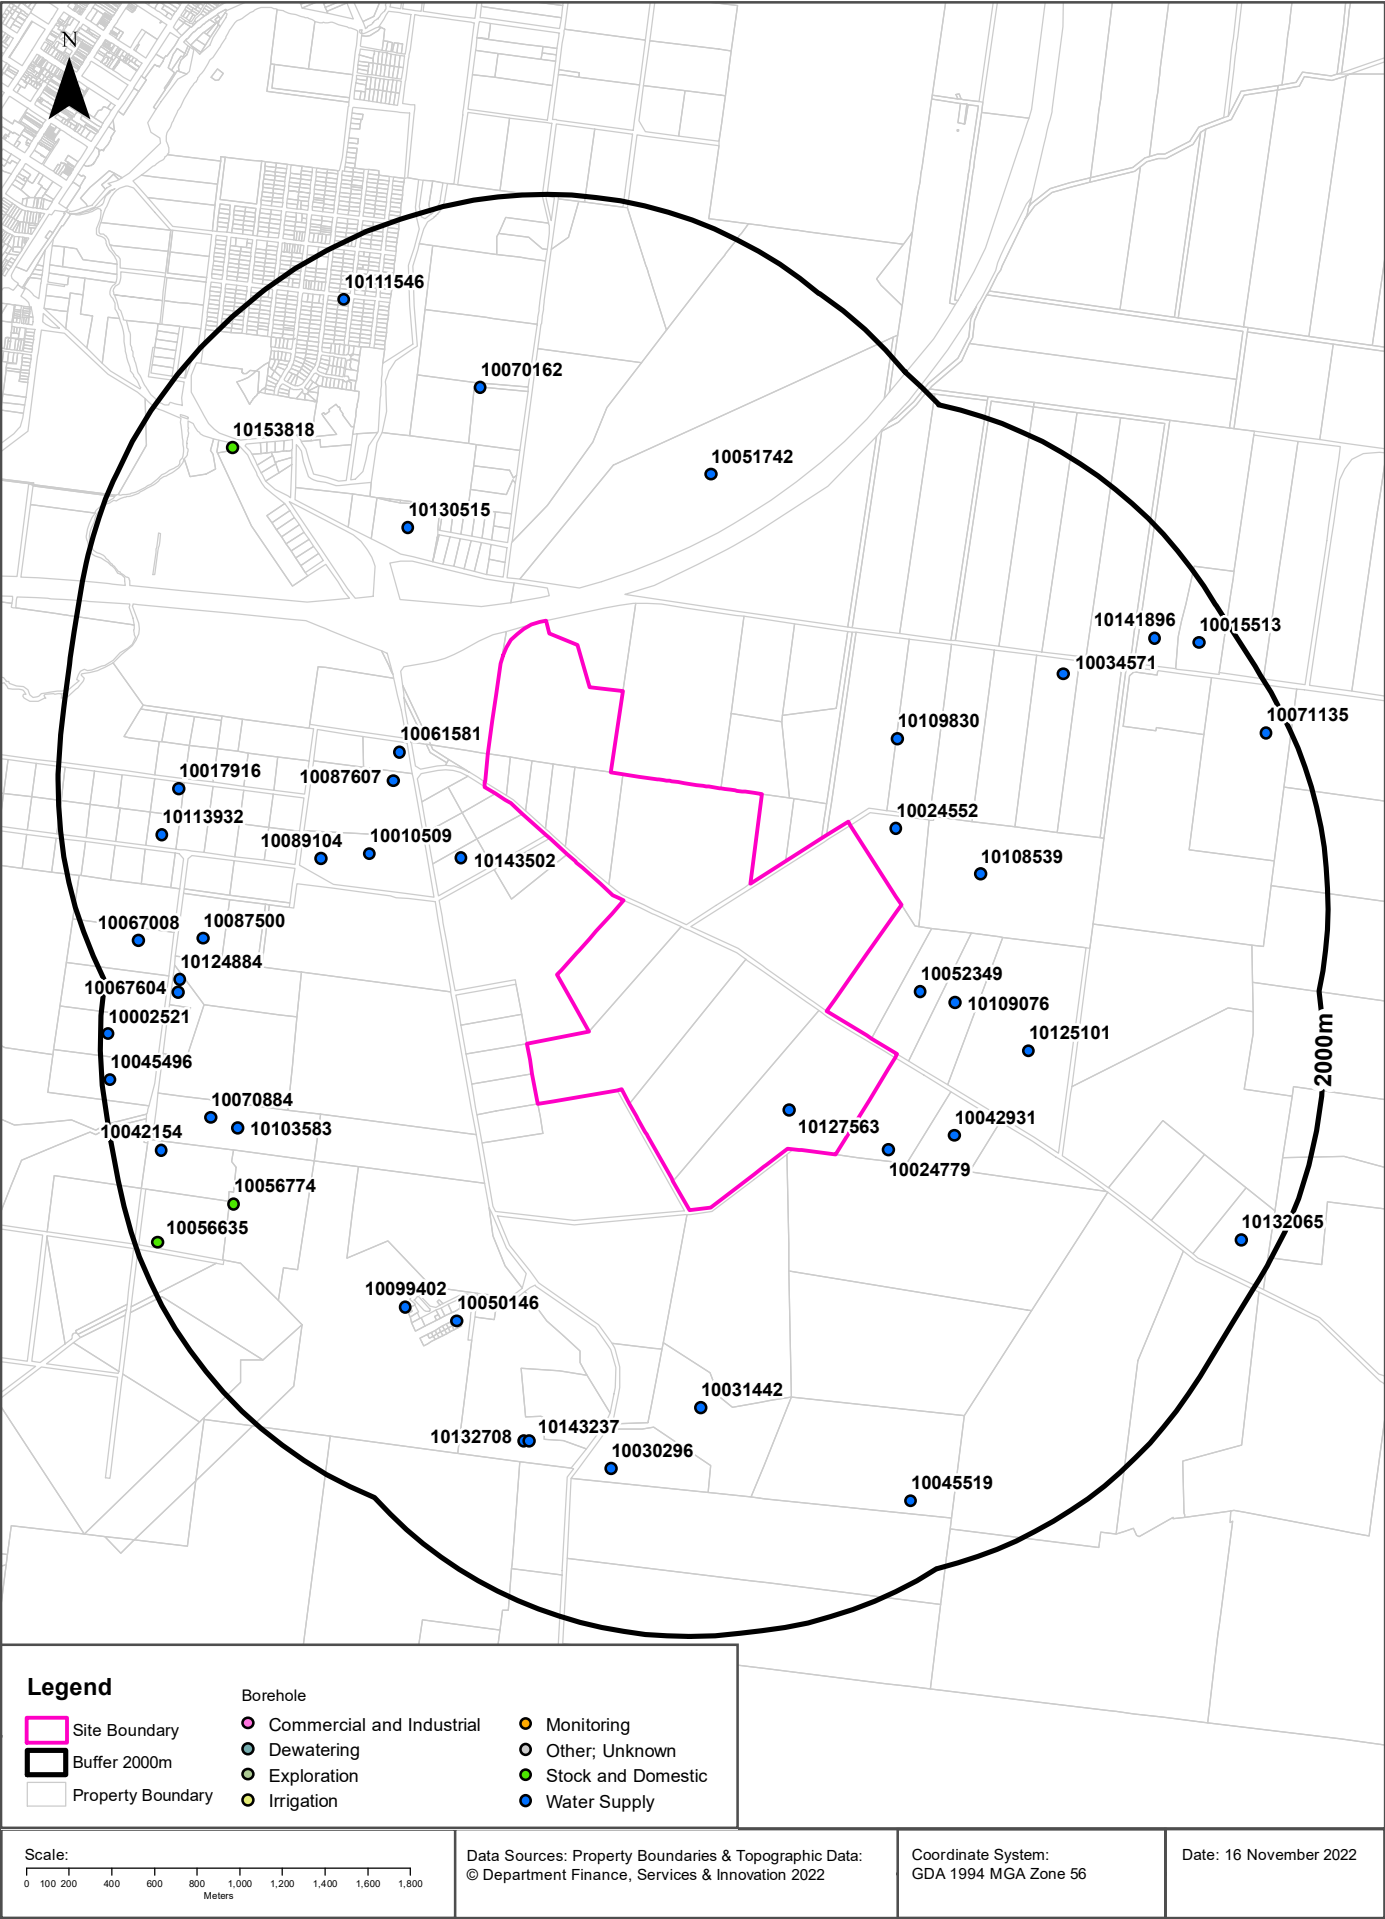 N
10111546
10070162
10153818
10051742
10130515
10141896
10015513
10034571
10071135
10109830
10061581
10017916
10087607
10113932
10024552
10089104
10010509
10143502
10108539
10067008
10087500
10124884
10067604
10052349
10109076
10002521
10125101
2000m
10045496
10070884
10103583
10042154
10127563
10042931
10024779
10056774
10056635
10132065
10099402
10050146
10031442
10132708
10143237
10030296
10045519
Legend
Site Boundary
Buffer 2000m
Property Boundary
Borehole
Commercial and Industrial
Dewatering
Exploration
Irrigation
Monitoring
Other; Unknown
Stock and Domestic
Water Supply
Scale:
0 100 200 400 600 800 1,000 1,200 1,400 1,600 1,800
Meters
Data Sources: Property Boundaries & Topographic Data:
© Department Finance, Services & Innovation 2022
Coordinate System:
GDA 1994 MGA Zone 56
Date: 16 November 2022